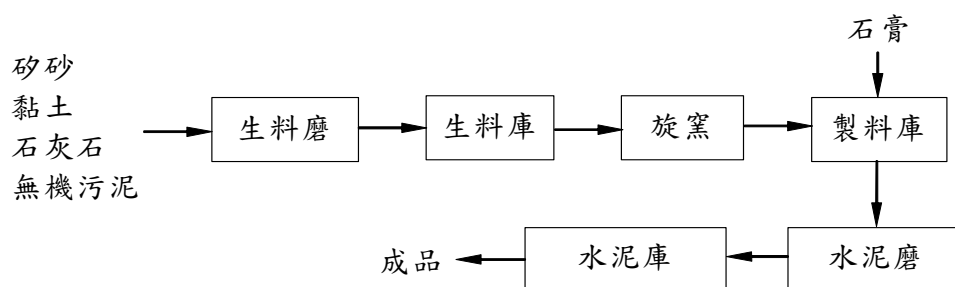 石膏
矽砂
黏土
石灰石
無機污泥
生料磨
生料庫
旋窯
製料庫
成品
水泥庫
水泥磨